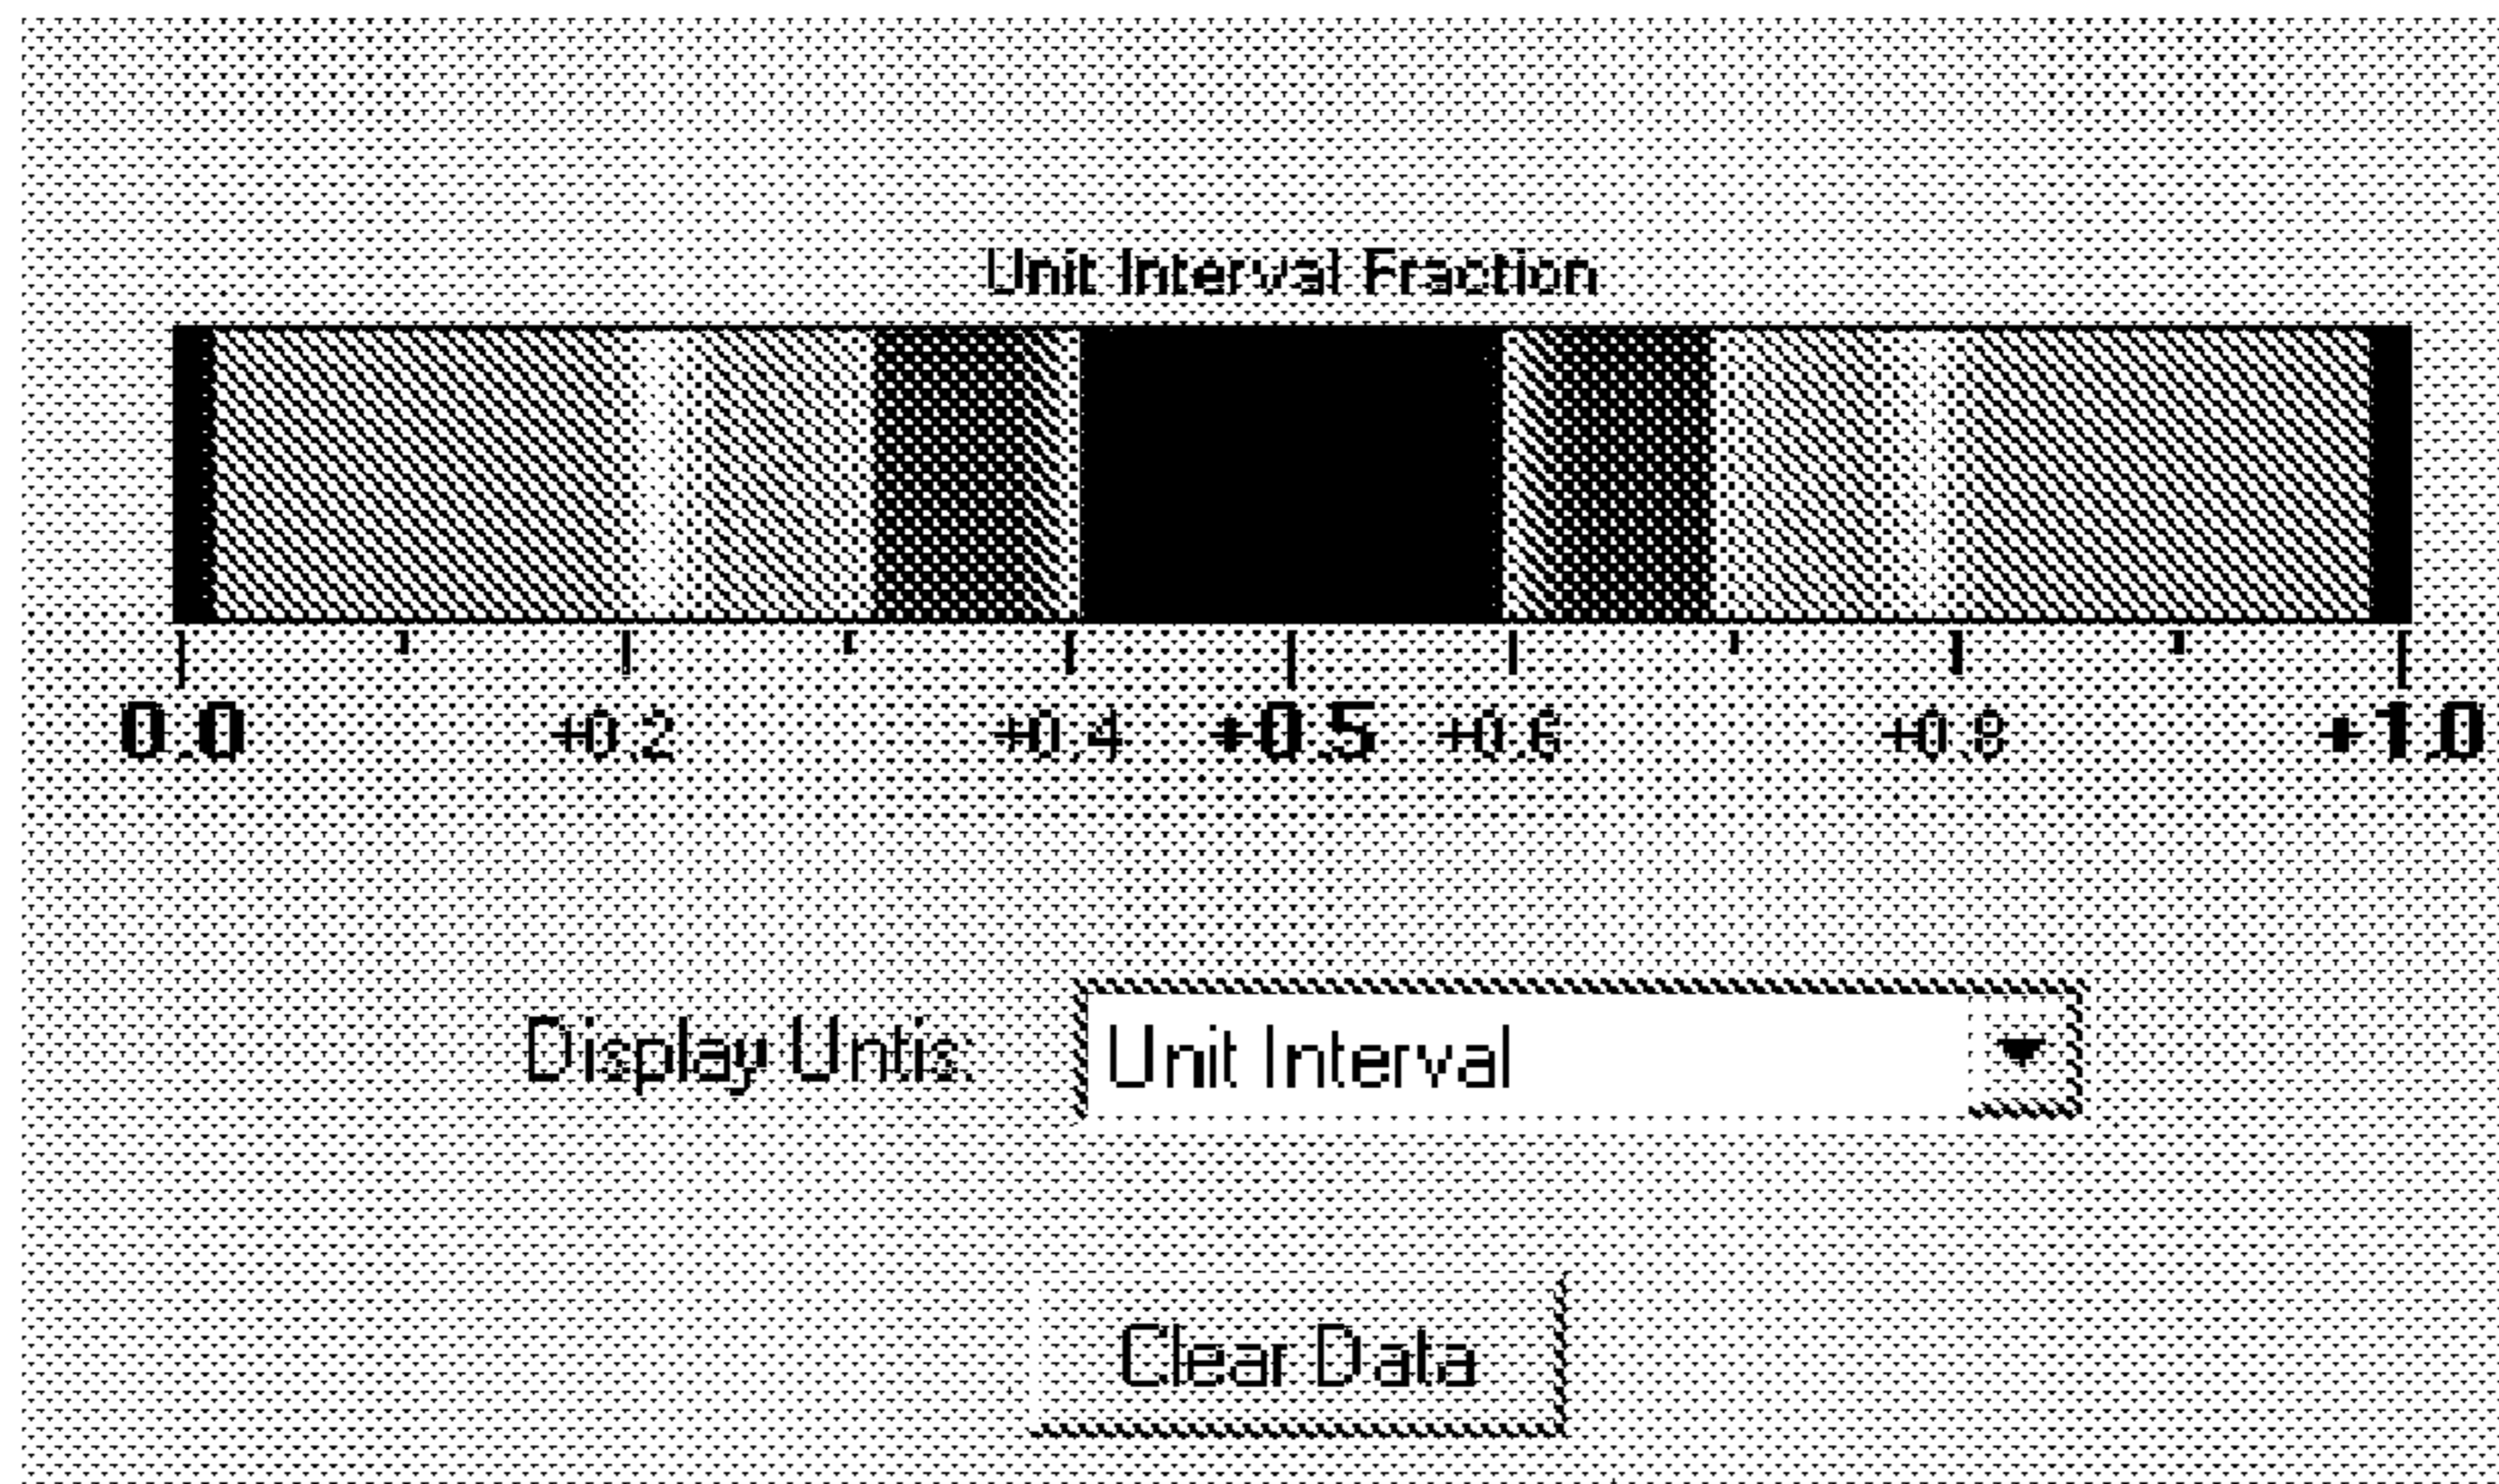 Unit Interval Fraction
0.0 +0.2 +0.4 +0.5 +0.6 +0.8 +1.0
Display Untis: Unit Interval
Clear Data